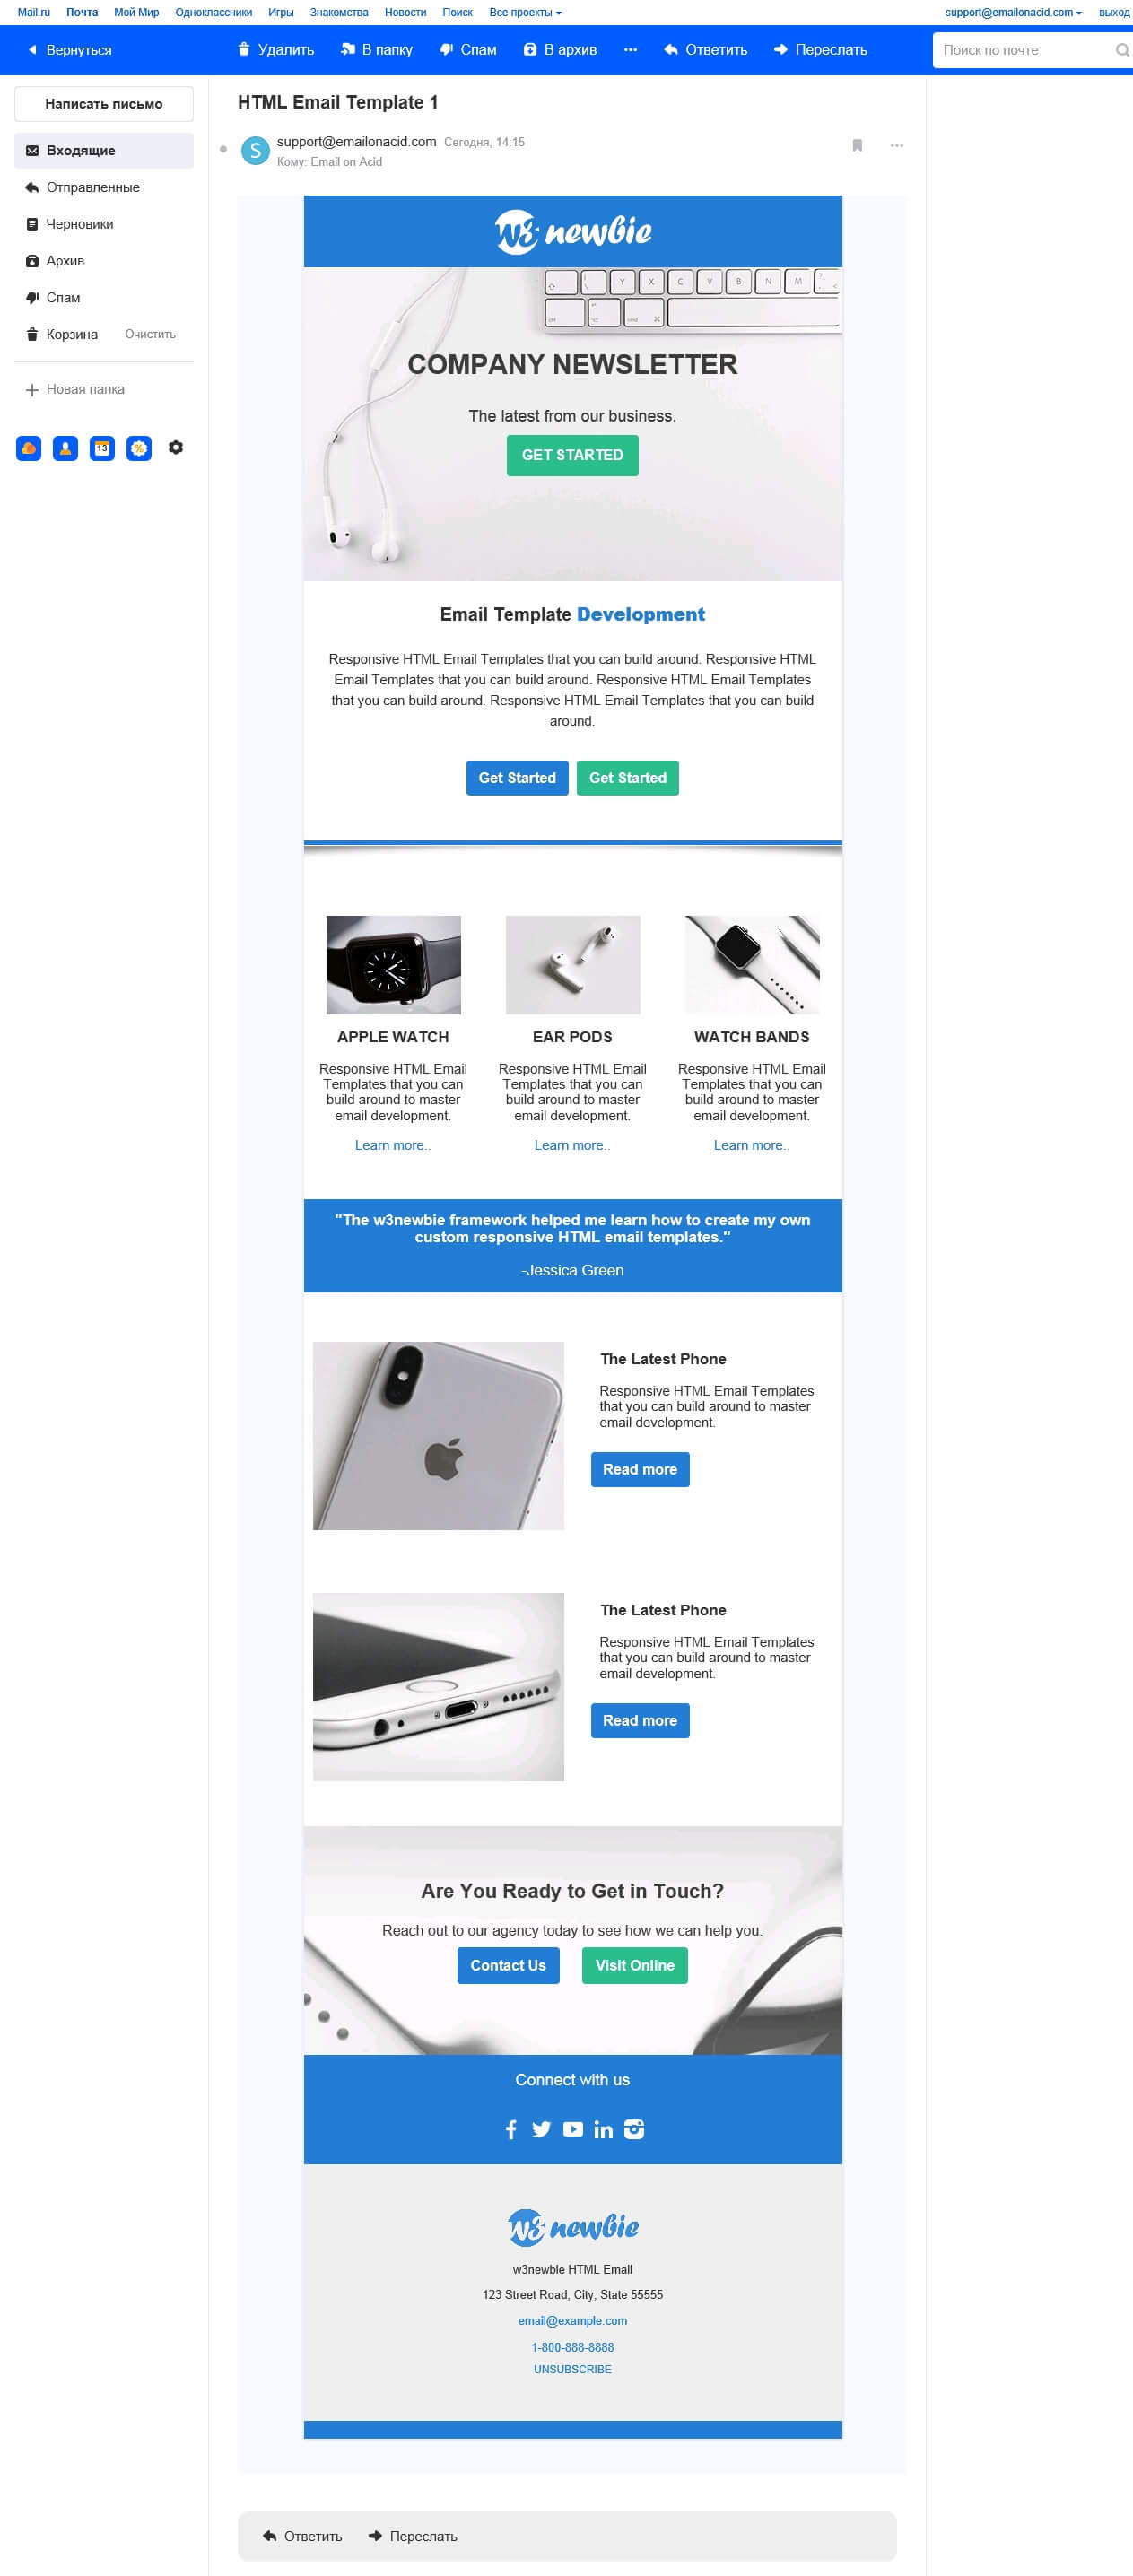 Mail.ru Почта Мой Мир Одноклассники Игры Знакомства Новости Поиск Все проекты support@emailonacid.com выход
Вернуться Удалить В папку Спам В архив Ответить Переслать Поиск по почте
Написать письмо
Входящие
Отправленные
Черновики
Архив
Спам
Корзина Очистить
Новая папка
13
HTML Email Template 1
S
support@emailonacid.com Сегодня, 14:15
Кому: Email on Acid
w3 newbie
COMPANY NEWSLETTER
The latest from our business.
GET STARTED
Email Template Development
Responsive HTML Email Templates that you can build around. Responsive HTML
Email Templates that you can build around. Responsive HTML Email Templates
that you can build around. Responsive HTML Email Templates that you can build
around.
Get Started Get Started
APPLE WATCH
Responsive HTML Email
Templates that you can
build around to master
email development.
Learn more..
EAR PODS
Responsive HTML Email
Templates that you can
build around to master
email development.
Learn more..
WATCH BANDS
Responsive HTML Email
Templates that you can
build around to master
email development.
Learn more..
"The w3newbie framework helped me learn how to create my own
custom responsive HTML email templates."
-Jessica Green
The Latest Phone
Responsive HTML Email Templates
that you can build around to master
email development.
Read more
The Latest Phone
Responsive HTML Email Templates
that you can build around to master
email development.
Read more
Are You Ready to Get in Touch?
Reach out to our agency today to see how we can help you.
Contact Us Visit Online
Connect with us
w3 newbie
w3newbie HTML Email
123 Street Road, City, State 55555
email@example.com
1-800-888-8888
UNSUBSCRIBE
Ответить Переслать